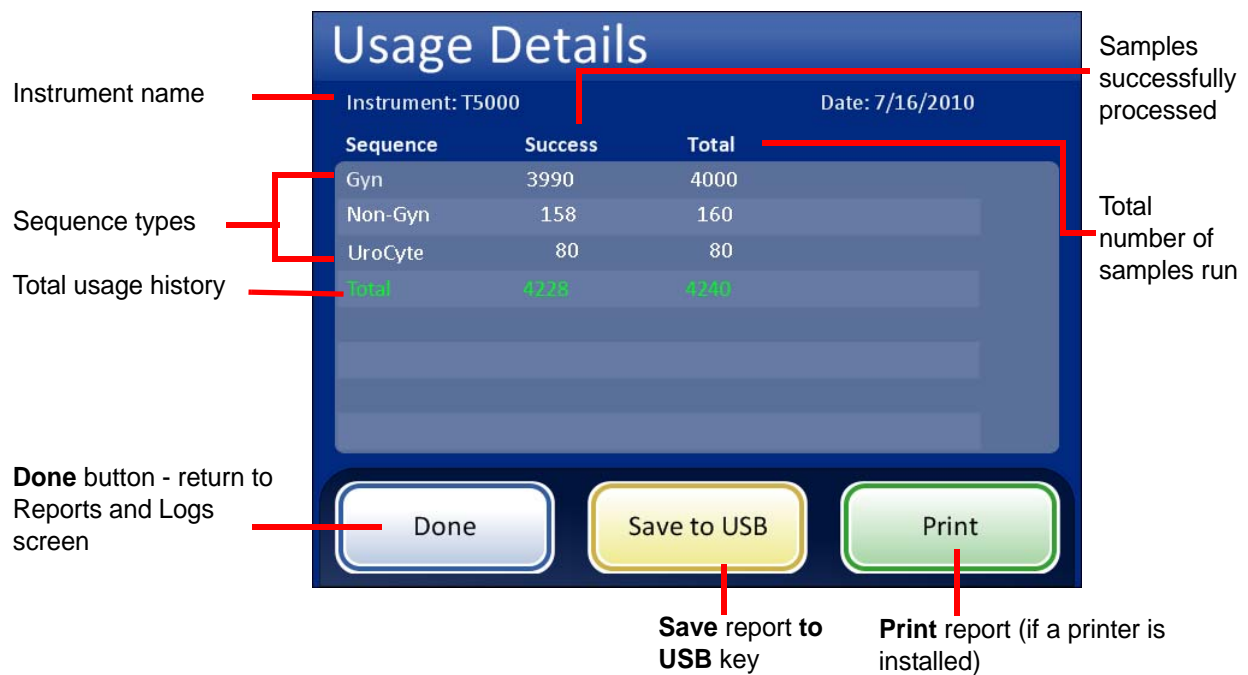 Usage Details
Instrument name
Instrument: T5000
Date: 7/16/2010
Samples
successfully
processed
Sequence Success Total
Gyn 3990 4000
Non-Gyn 158 160
UroCyte 80 80
Total 4228 4240
Sequence types
Total usage history
Total
number of
samples run
Done button - return to
Reports and Logs
screen
Done
Save to USB
Print
Save report to
USB key
Print report (if a printer is
installed)